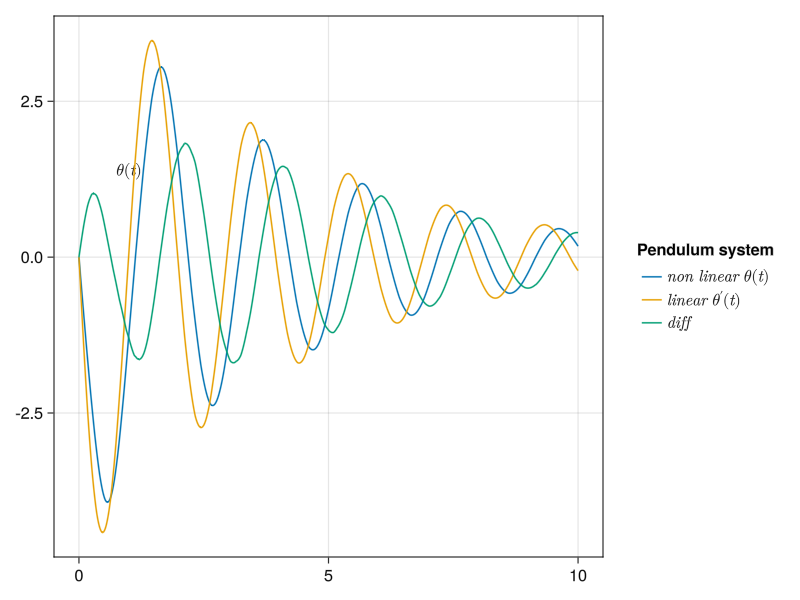 2.5
θ(t)
0.0
-2.5
0 5 10
Pendulum system
non linear θ(t)
linear θ′(t)
diff